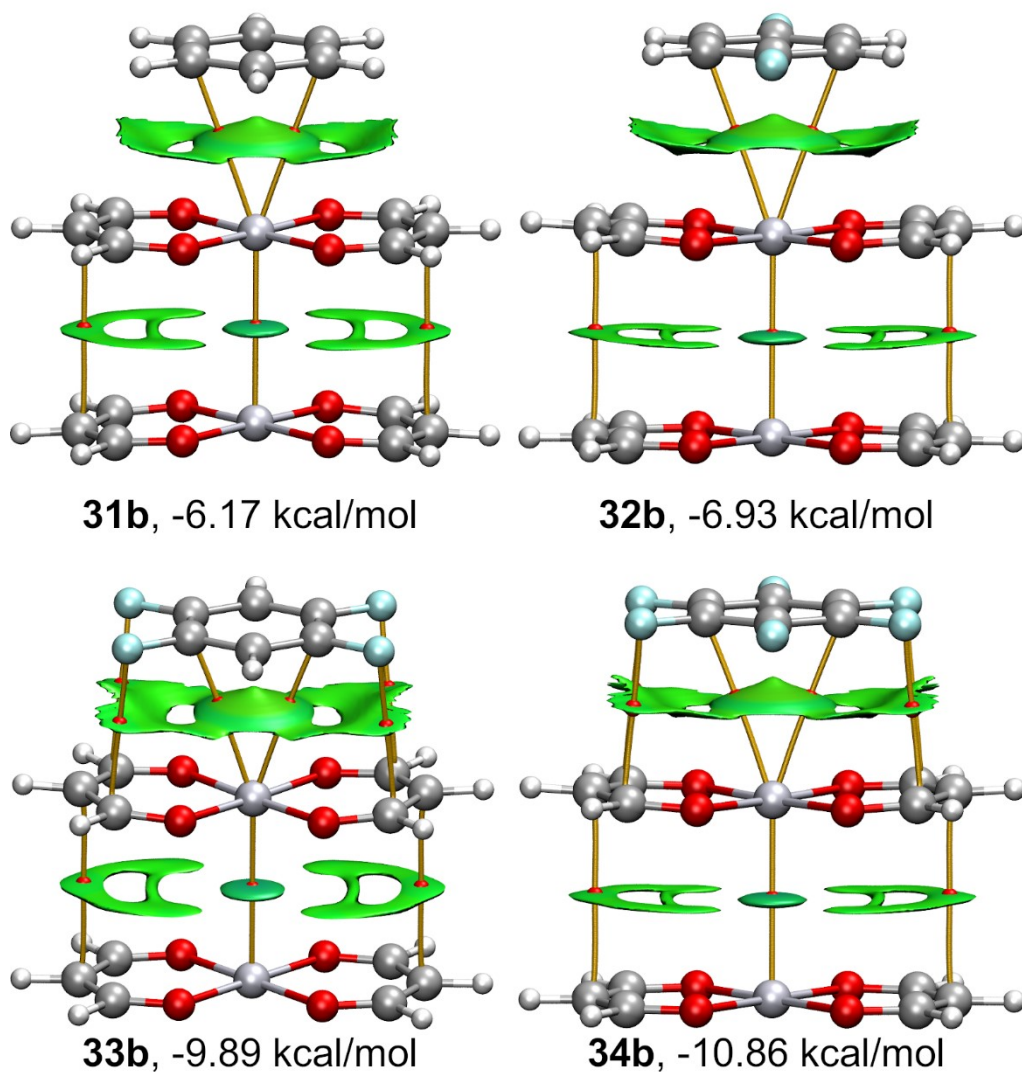 31b, -6.17 kcal/mol
32b, -6.93 kcal/mol
33b, -9.89 kcal/mol
34b, -10.86 kcal/mol